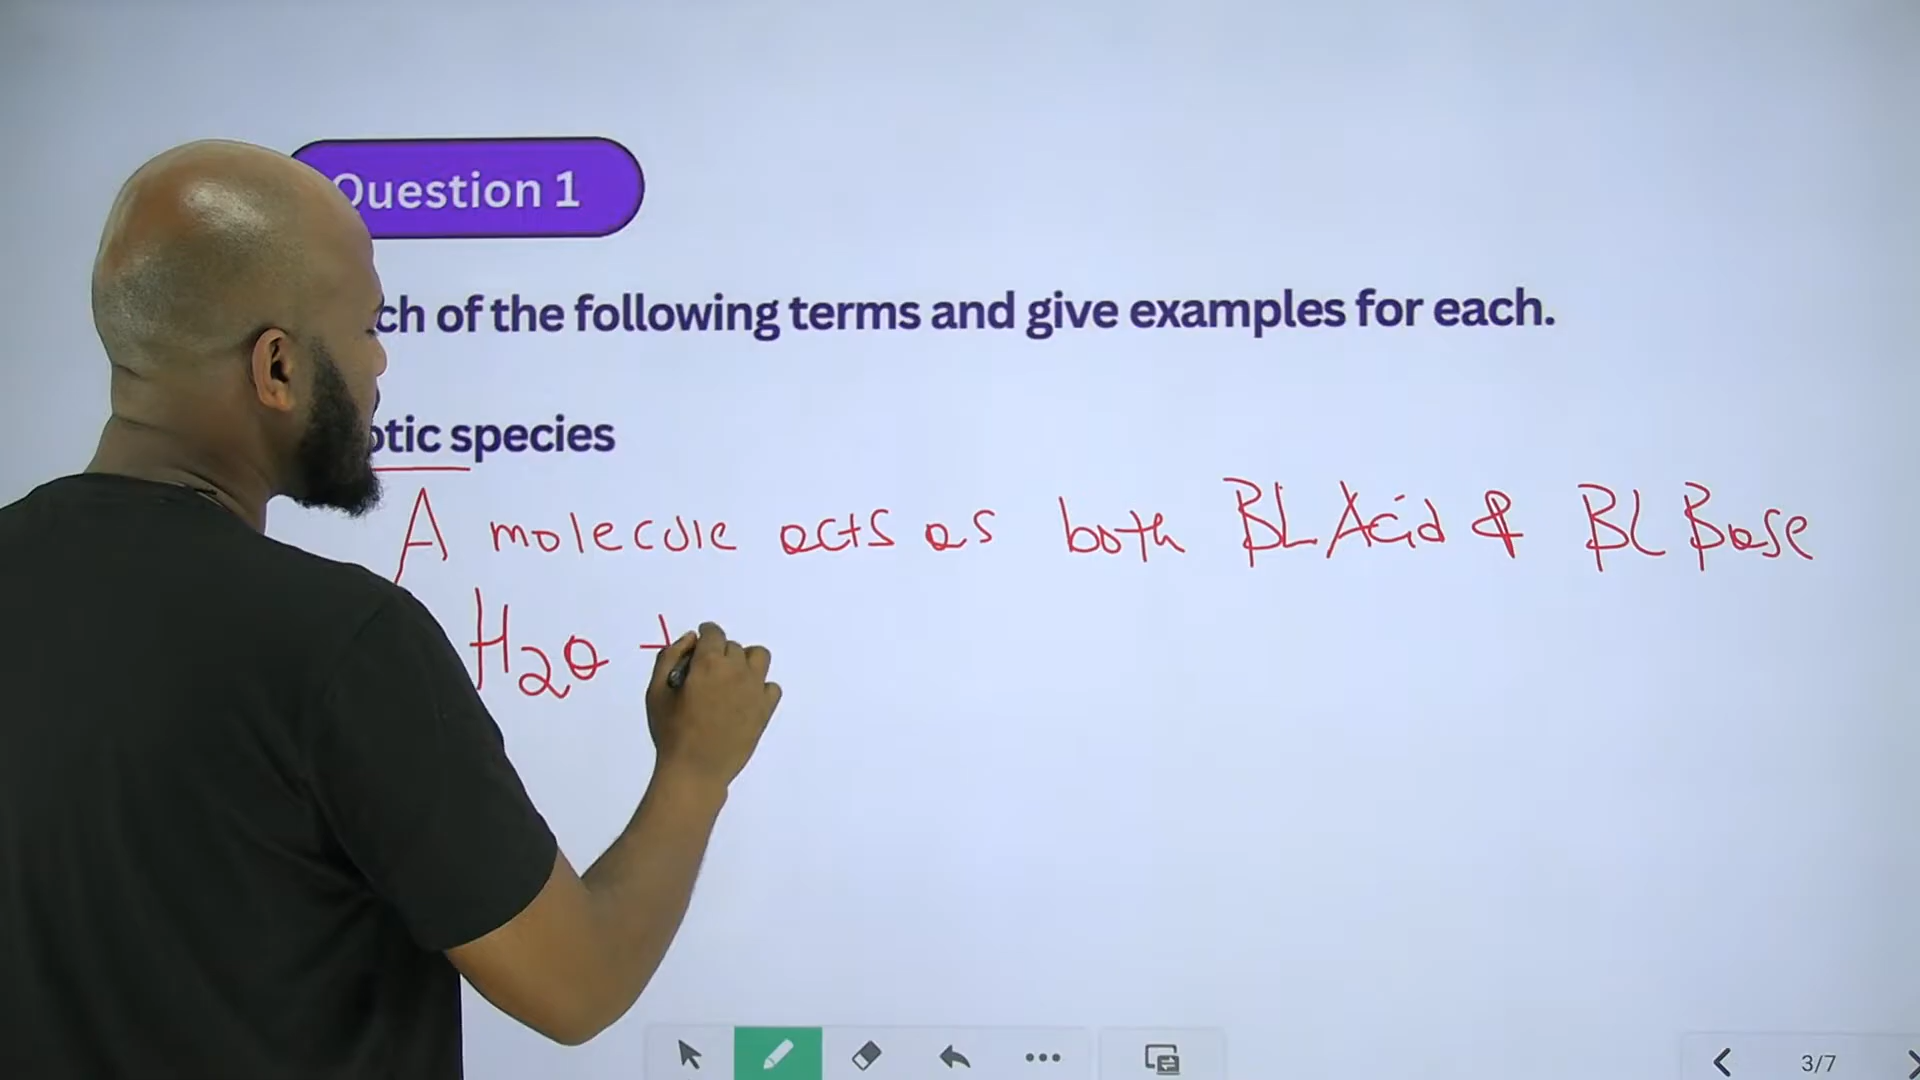 Question 1
ch of the following terms and give examples for each.
otic species
A molecule acts as both BL Acid & BL Base
H2O +
3/7